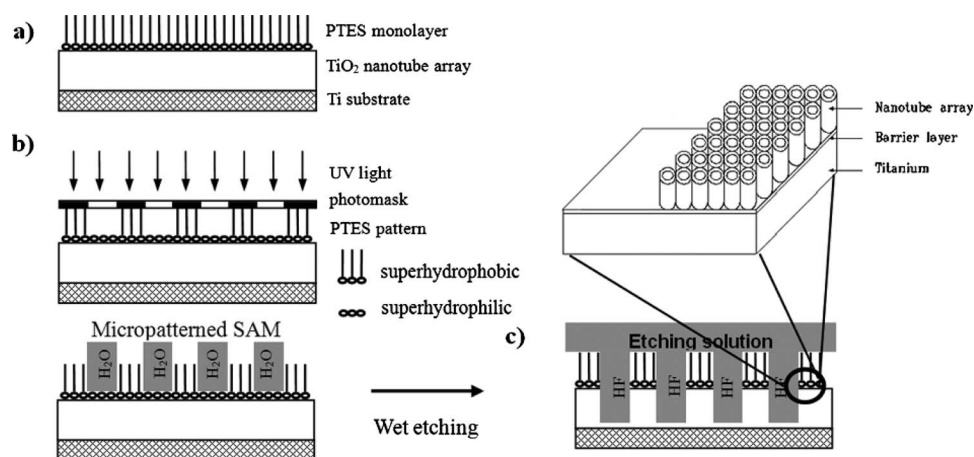 a)
PTES monolayer
TiO₂ nanotube array
Ti substrate
b)
UV light
photomask
PTES pattern
superhydrophobic
superhydrophilic
Micropatterned SAM
H₂O
H₂O
H₂O
H₂O
Wet etching
Nanotube array
Barrier layer
Titanium
c)
Etching solution
HF
HF
HF
HF